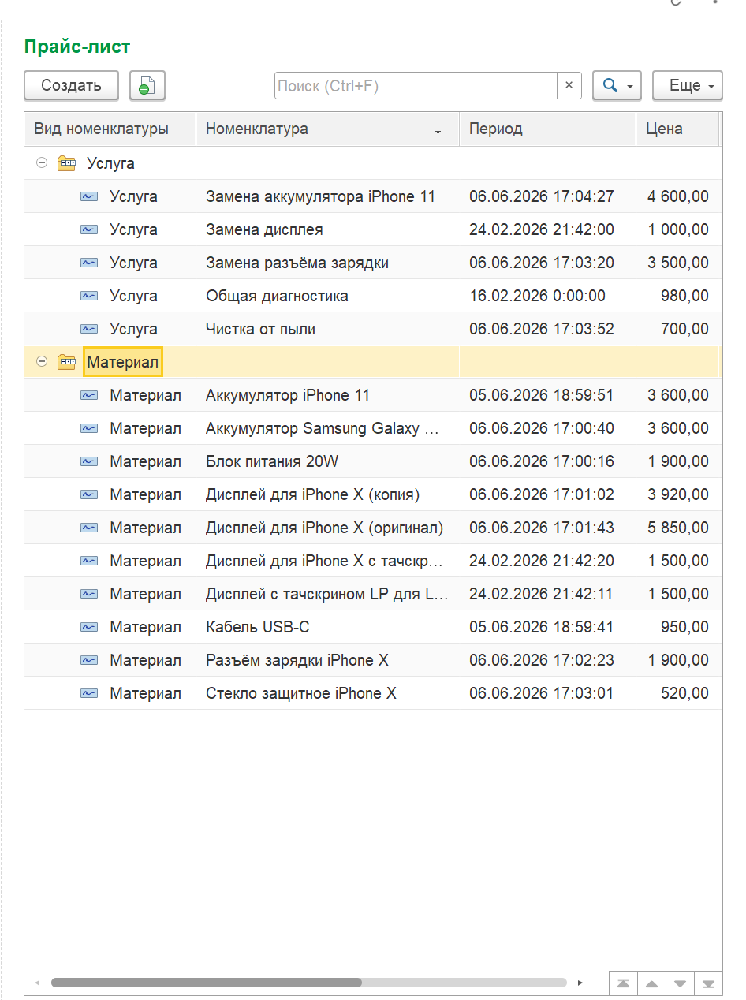 Прайс-лист
Создать Поиск (Ctrl+F) × Еще
Вид номенклатуры Номенклатура ↓ Период Цена
Услуга
Услуга Замена аккумулятора iPhone 11 06.06.2026 17:04:27 4 600,00
Услуга Замена дисплея 24.02.2026 21:42:00 1 000,00
Услуга Замена разъёма зарядки 06.06.2026 17:03:20 3 500,00
Услуга Общая диагностика 16.02.2026 0:00:00 980,00
Услуга Чистка от пыли 06.06.2026 17:03:52 700,00
Материал
Материал Аккумулятор iPhone 11 05.06.2026 18:59:51 3 600,00
Материал Аккумулятор Samsung Galaxy ... 06.06.2026 17:00:40 3 600,00
Материал Блок питания 20W 06.06.2026 17:00:16 1 900,00
Материал Дисплей для iPhone X (копия) 06.06.2026 17:01:02 3 920,00
Материал Дисплей для iPhone X (оригинал) 06.06.2026 17:01:43 5 850,00
Материал Дисплей для iPhone X с тачскр... 24.02.2026 21:42:20 1 500,00
Материал Дисплей с тачскрином LP для L... 24.02.2026 21:42:11 1 500,00
Материал Кабель USB-C 05.06.2026 18:59:41 950,00
Материал Разъём зарядки iPhone X 06.06.2026 17:02:23 1 900,00
Материал Стекло защитное iPhone X 06.06.2026 17:03:01 520,00